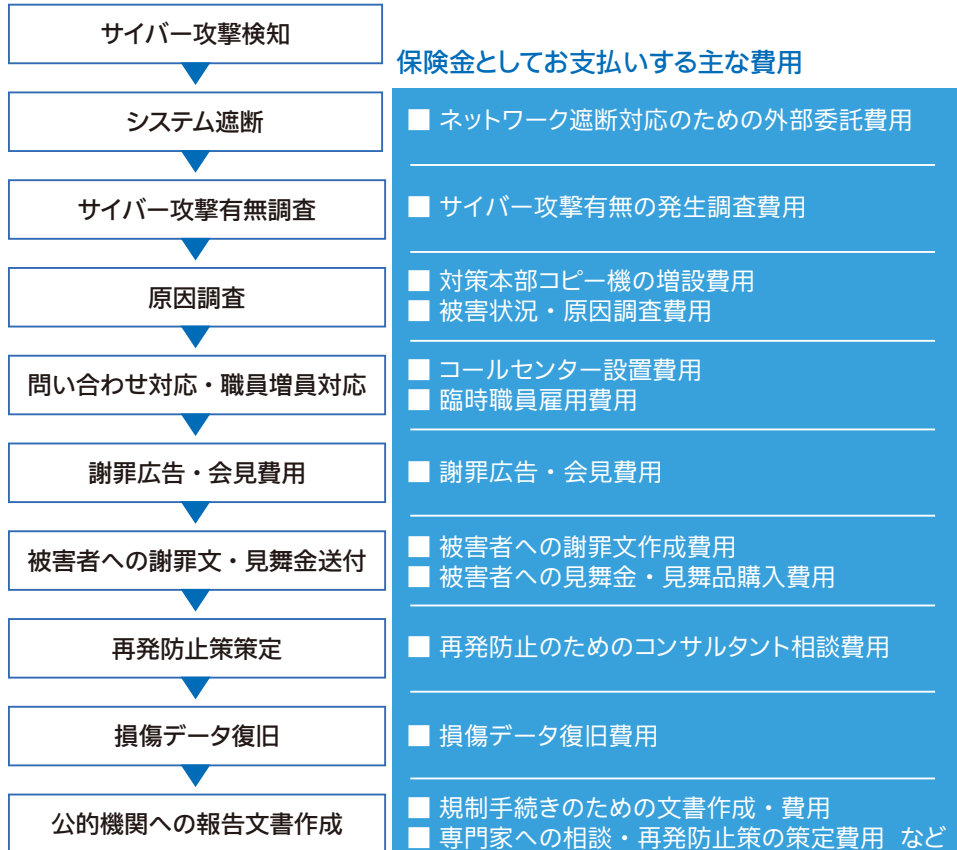 サイバー攻撃検知
保険金としてお支払いする主な費用
システム遮断
■ ネットワーク遮断対応のための外部委託費用
サイバー攻撃有無調査
■ サイバー攻撃有無の発生調査費用
原因調査
■ 対策本部コピー機の増設費用
■ 被害状況・原因調査費用
問い合わせ対応・職員増員対応
■ コールセンター設置費用
■ 臨時職員雇用費用
謝罪広告・会見費用
■ 謝罪広告・会見費用
被害者への謝罪文・見舞金送付
■ 被害者への謝罪文作成費用
■ 被害者への見舞金・見舞品購入費用
再発防止策策定
■ 再発防止のためのコンサルタント相談費用
損傷データ復旧
■ 損傷データ復旧費用
公的機関への報告文書作成
■ 規制手続きのための文書作成・費用
■ 専門家への相談・再発防止策の策定費用 など